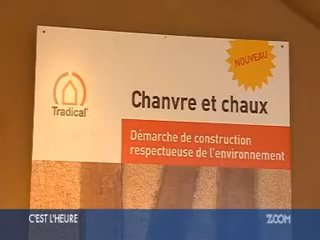 NOUVEAU
Tradical
Chanvre et chaux
Démarche de construction
respectueuse de l'environnement
C'EST L'HEURE
ZOOM